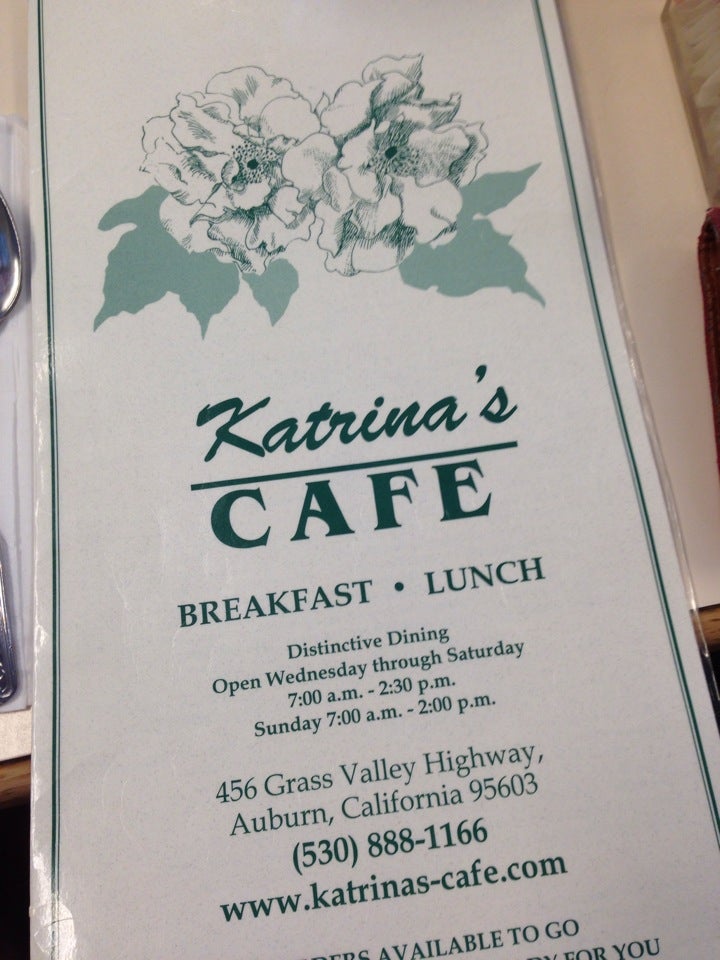 Katrina's
CAFE
BREAKFAST • LUNCH
Distinctive Dining
Open Wednesday through Saturday
7:00 a.m. - 2:30 p.m.
Sunday 7:00 a.m. - 2:00 p.m.
456 Grass Valley Highway,
Auburn, California 95603
(530) 888-1166
www.katrinas-cafe.com
AVAILABLE TO GO
FOR YOU